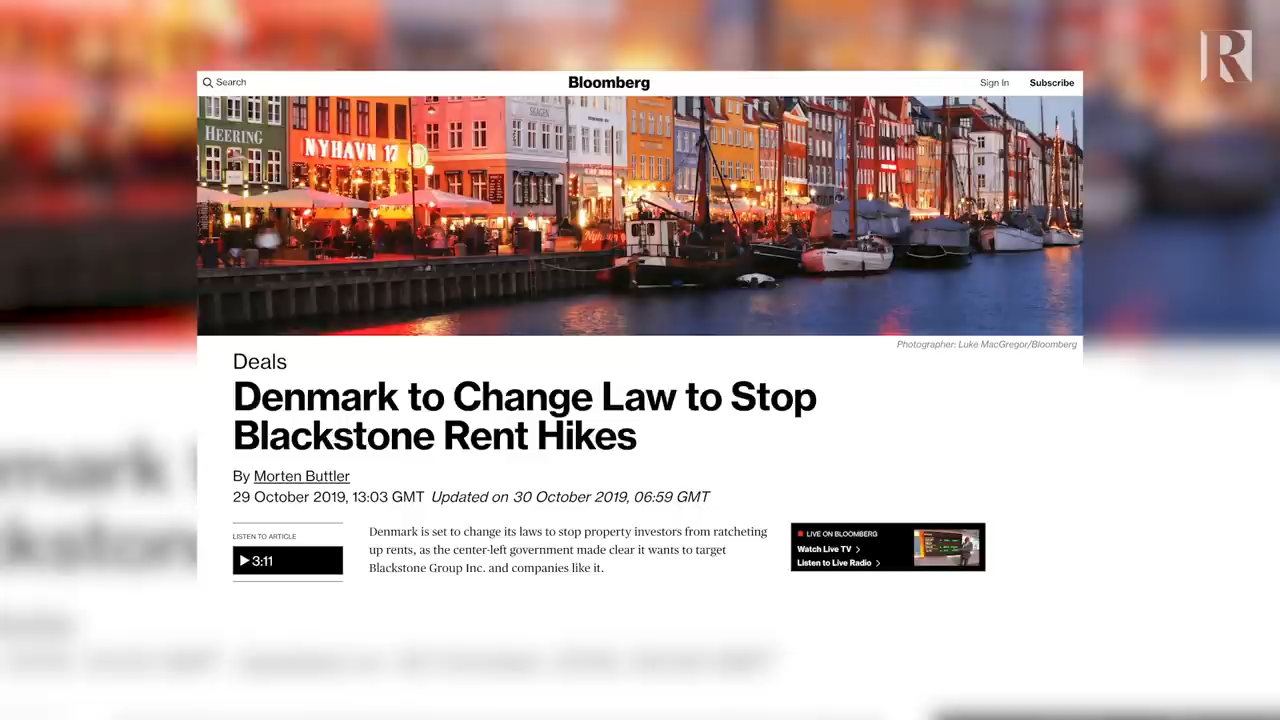 R
Search
Bloomberg
Sign In
Subscribe
HEERING
NYHAVN 17
SKAGEN
Photographer: Luke MacGregor/Bloomberg
Deals
Denmark to Change Law to Stop
Blackstone Rent Hikes
By Morten Buttler
29 October 2019, 13:03 GMT Updated on 30 October 2019, 06:59 GMT
LISTEN TO ARTICLE
3:11
Denmark is set to change its laws to stop property investors from ratcheting
up rents, as the center-left government made clear it wants to target
Blackstone Group Inc. and companies like it.
LIVE ON BLOOMBERG
Watch Live TV
Listen to Live Radio